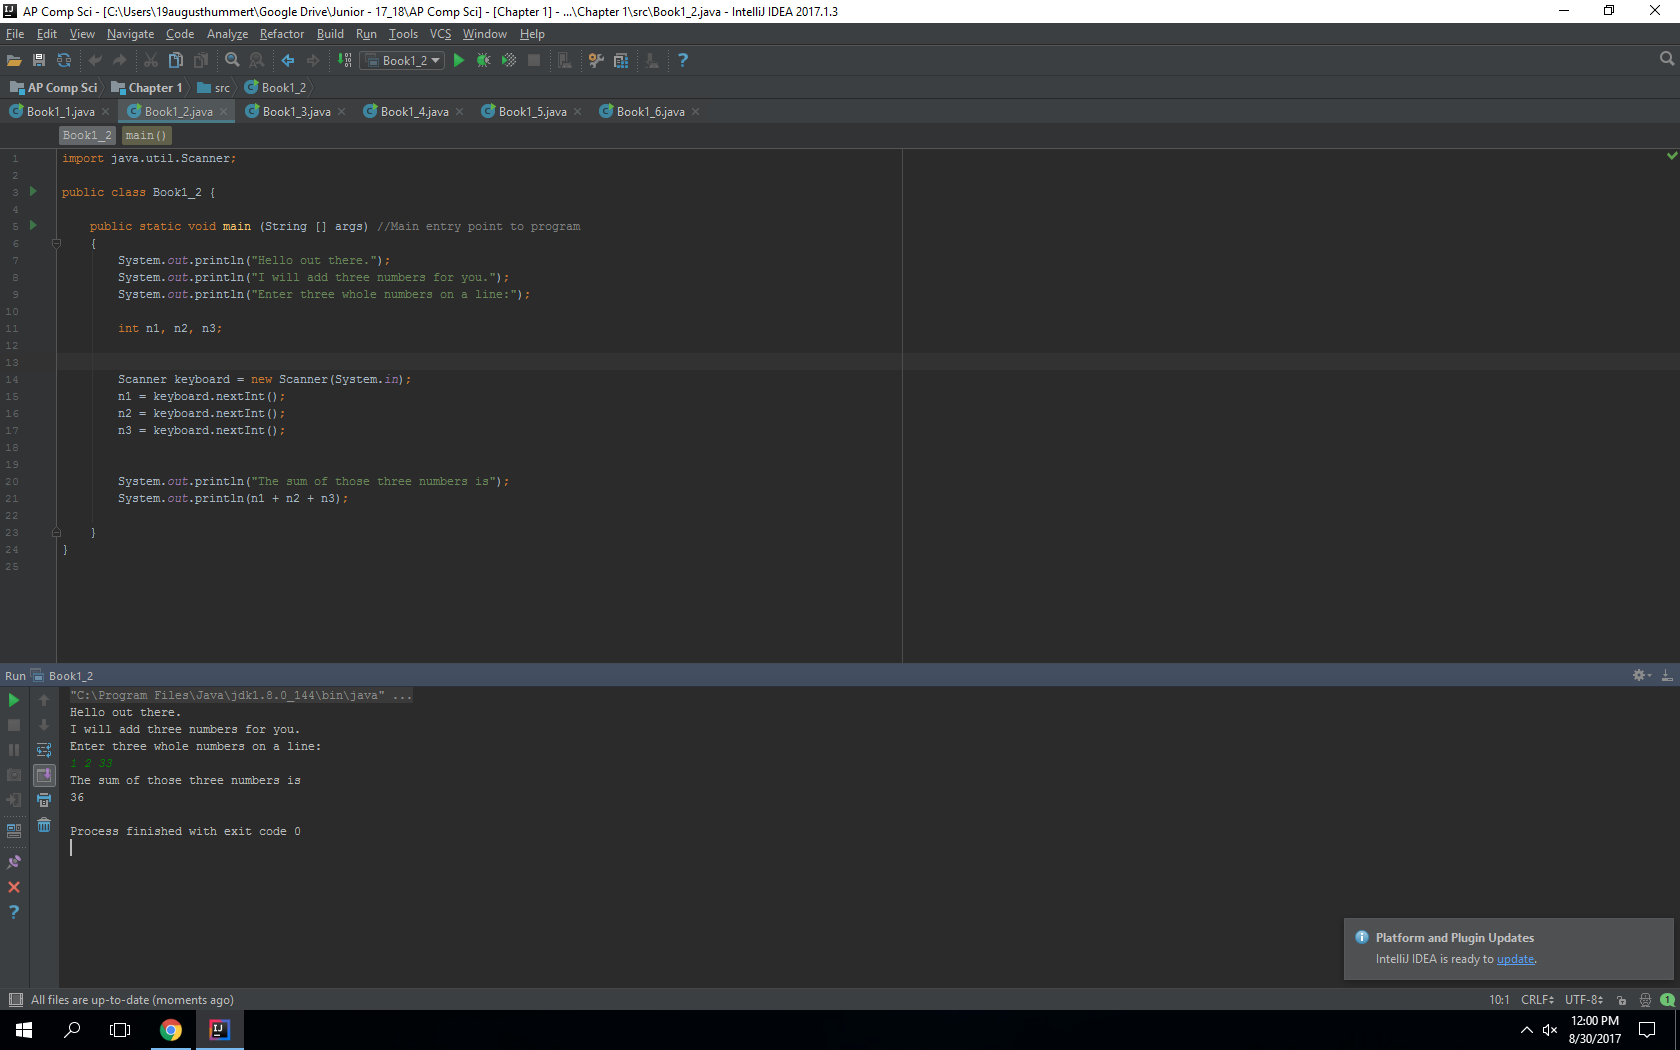 AP Comp Sci - [C:\Users\19augusthummert\Google Drive\Junior - 17_18\AP Comp Sci] - [Chapter 1] - ...\Chapter 1\src\Book1_2.java - IntelliJ IDEA 2017.1.3
File Edit View Navigate Code Analyze Refactor Build Run Tools VCS Window Help
Book1_2
AP Comp Sci Chapter 1 src Book1_2
Book1_1.java Book1_2.java Book1_3.java Book1_4.java Book1_5.java Book1_6.java
Book1_2 main()
1 import java.util.Scanner;
2
3 public class Book1_2 {
4
5 public static void main (String [] args) //Main entry point to program
6 {
7 System.out.println("Hello out there.");
8 System.out.println("I will add three numbers for you.");
9 System.out.println("Enter three whole numbers on a line:");
10
11 int n1, n2, n3;
12
13
14 Scanner keyboard = new Scanner(System.in);
15 n1 = keyboard.nextInt();
16 n2 = keyboard.nextInt();
17 n3 = keyboard.nextInt();
18
19
20 System.out.println("The sum of those three numbers is");
21 System.out.println(n1 + n2 + n3);
22
23 }
24 }
25
Run Book1_2
"C:\Program Files\Java\jdk1.8.0_144\bin\java" ...
Hello out there.
I will add three numbers for you.
Enter three whole numbers on a line:
1 2 33
The sum of those three numbers is
36
Process finished with exit code 0
Platform and Plugin Updates
IntelliJ IDEA is ready to update.
All files are up-to-date (moments ago) 10:1 CRLF UTF-8 1
12:00 PM
8/30/2017